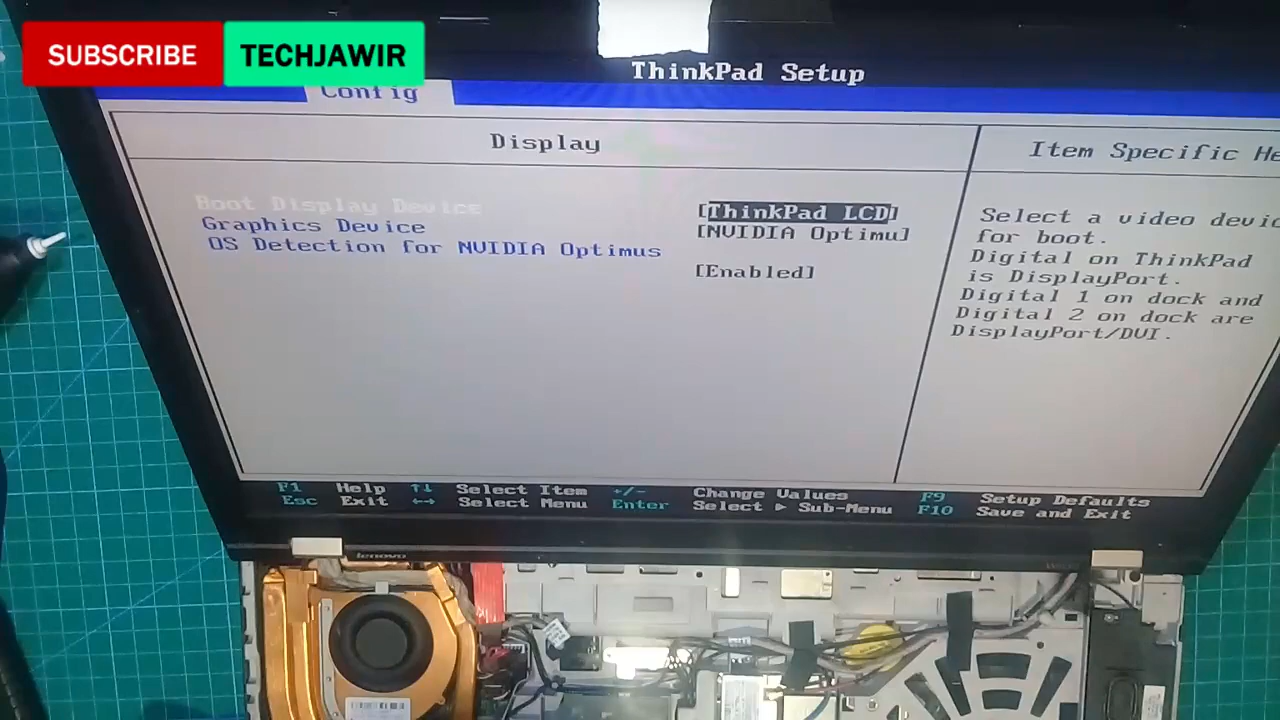 SUBSCRIBE TECHJAWIR
ThinkPad Setup
Config
Display
Item Specific He
Boot Display Device [ThinkPad LCD]
Graphics Device [NVIDIA Optimu]
OS Detection for NVIDIA Optimus
[Enabled]
Select a video devic
for boot.
Digital on ThinkPad
is DisplayPort.
Digital 1 on dock and
Digital 2 on dock are
DisplayPort/DVI.
F1 Help ↑↓ Select Item +/- Change Values F9 Setup Defaults
Esc Exit ←→ Select Menu Enter Select ▶ Sub-Menu F10 Save and Exit
lenovo